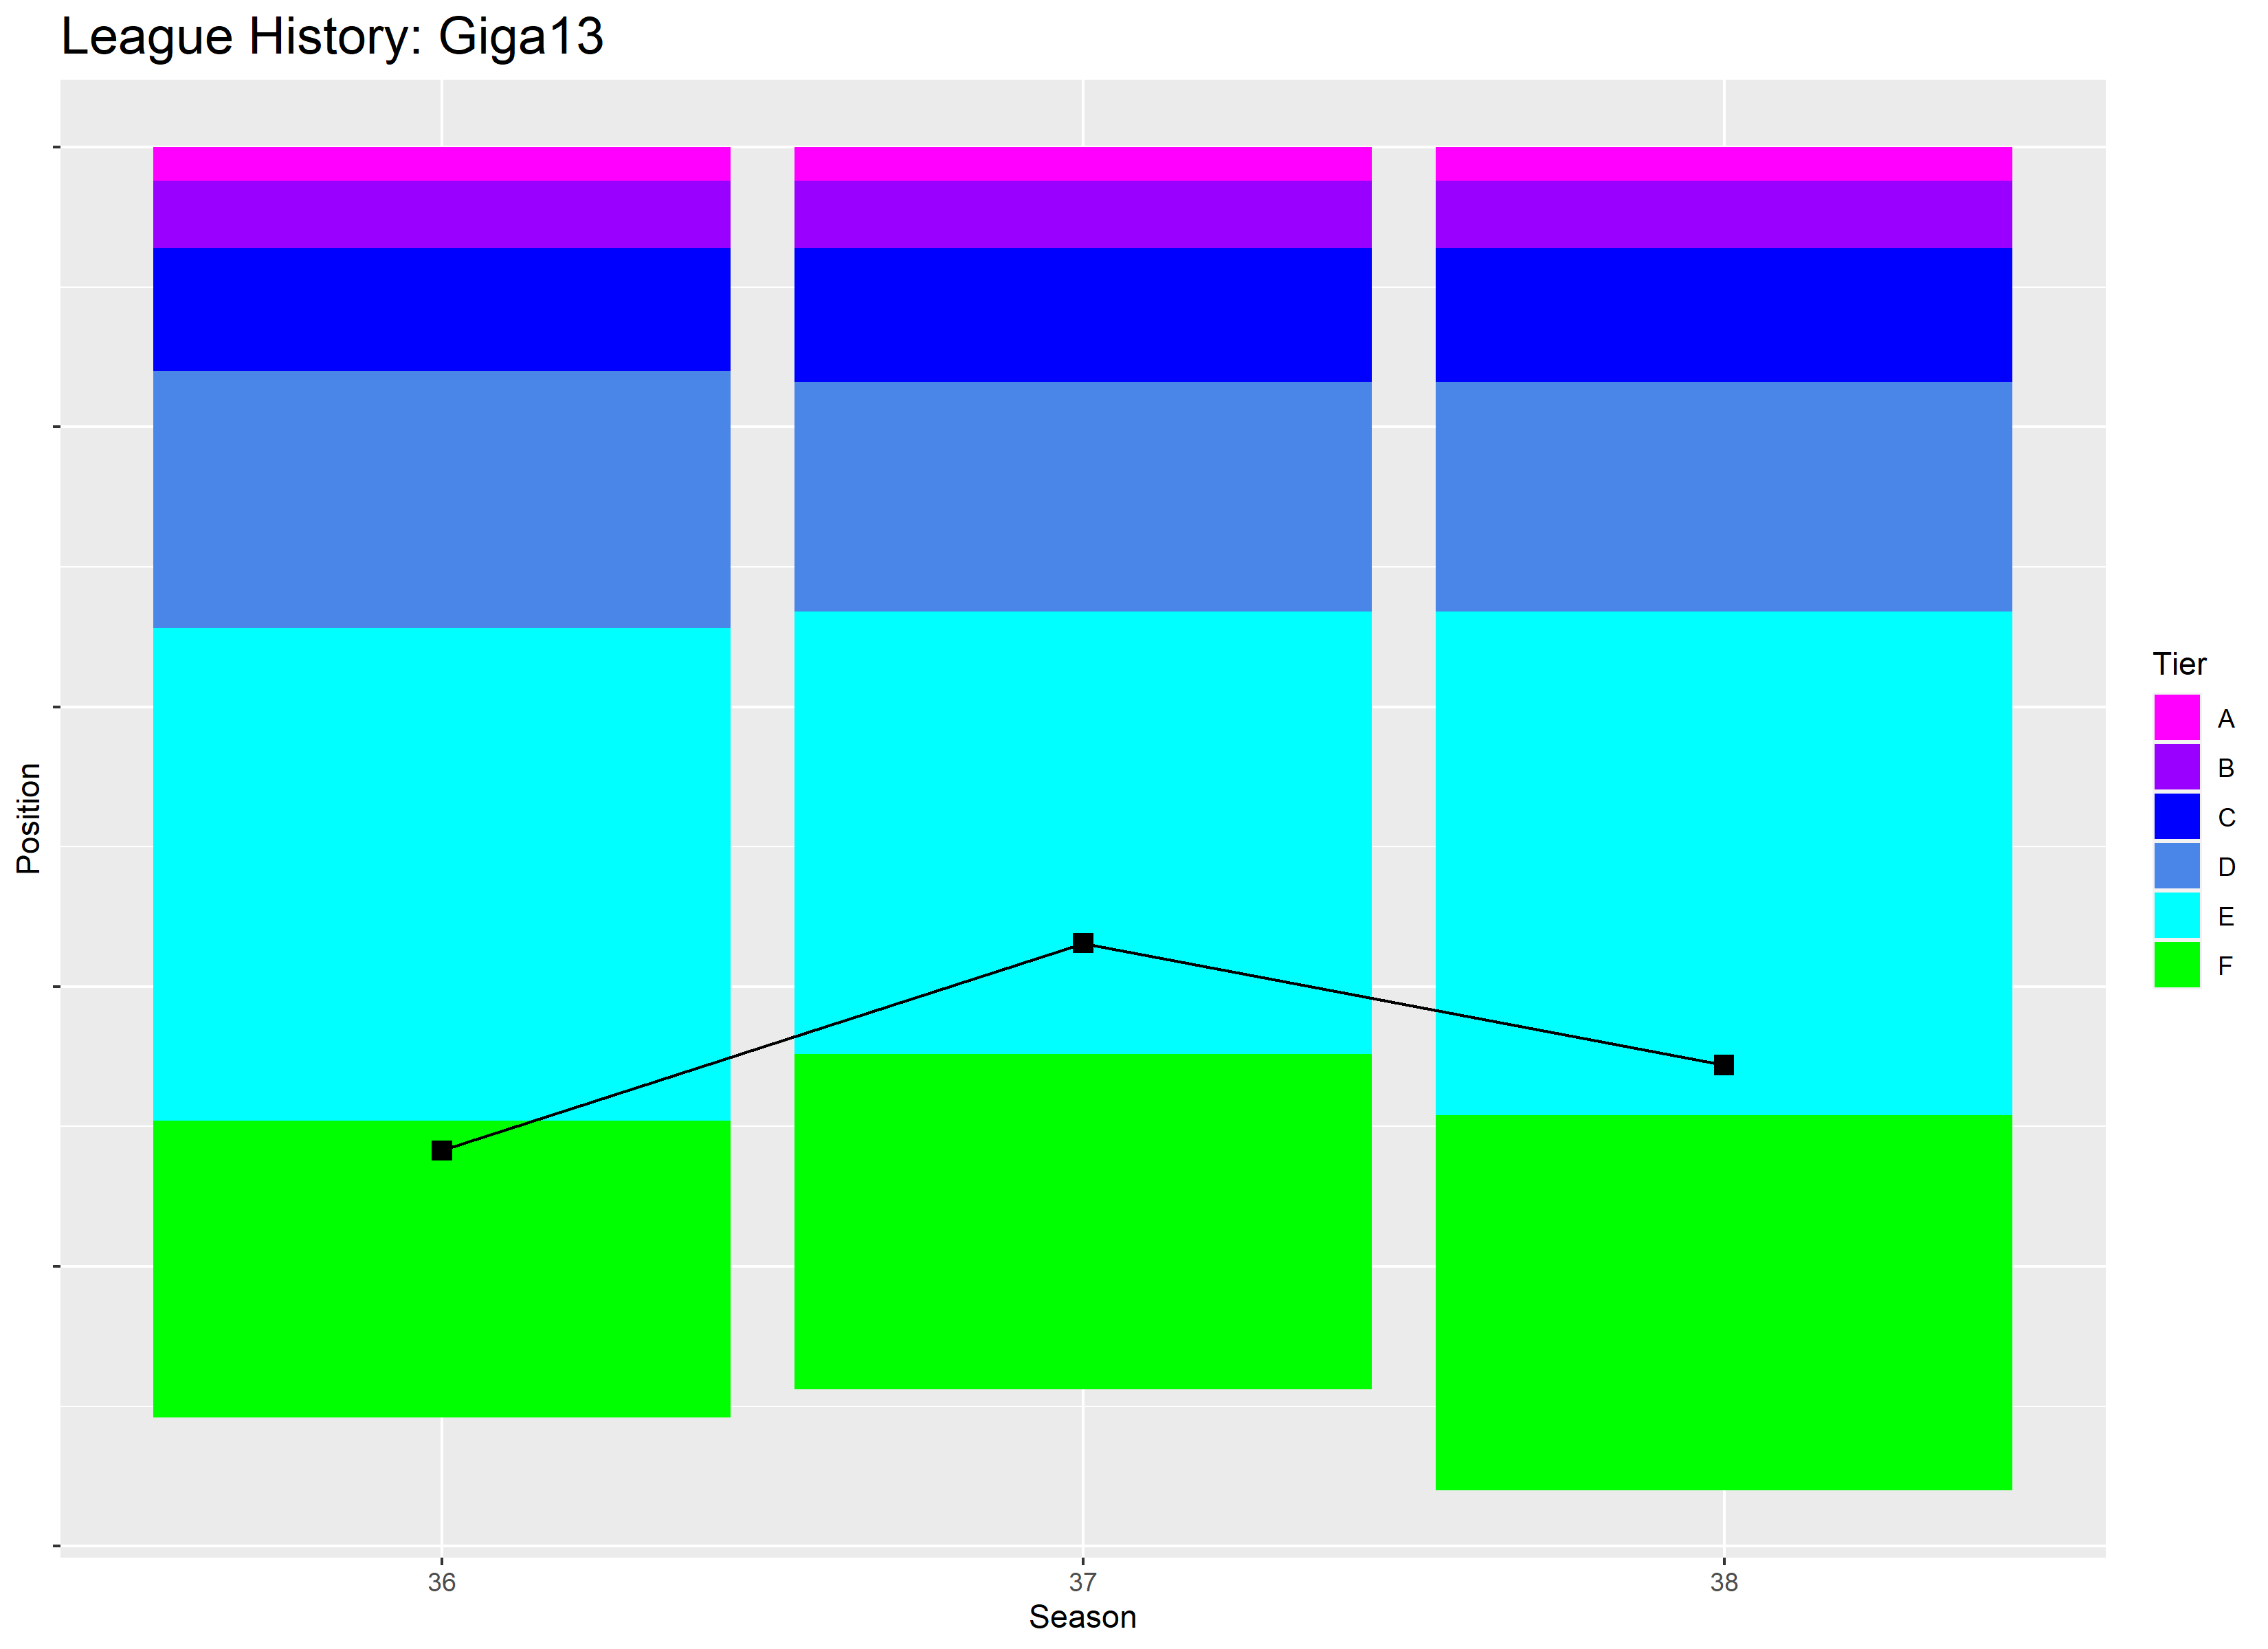 League History: Giga13
Position
Tier
A
B
C
D
E
F
36
37
38
Season